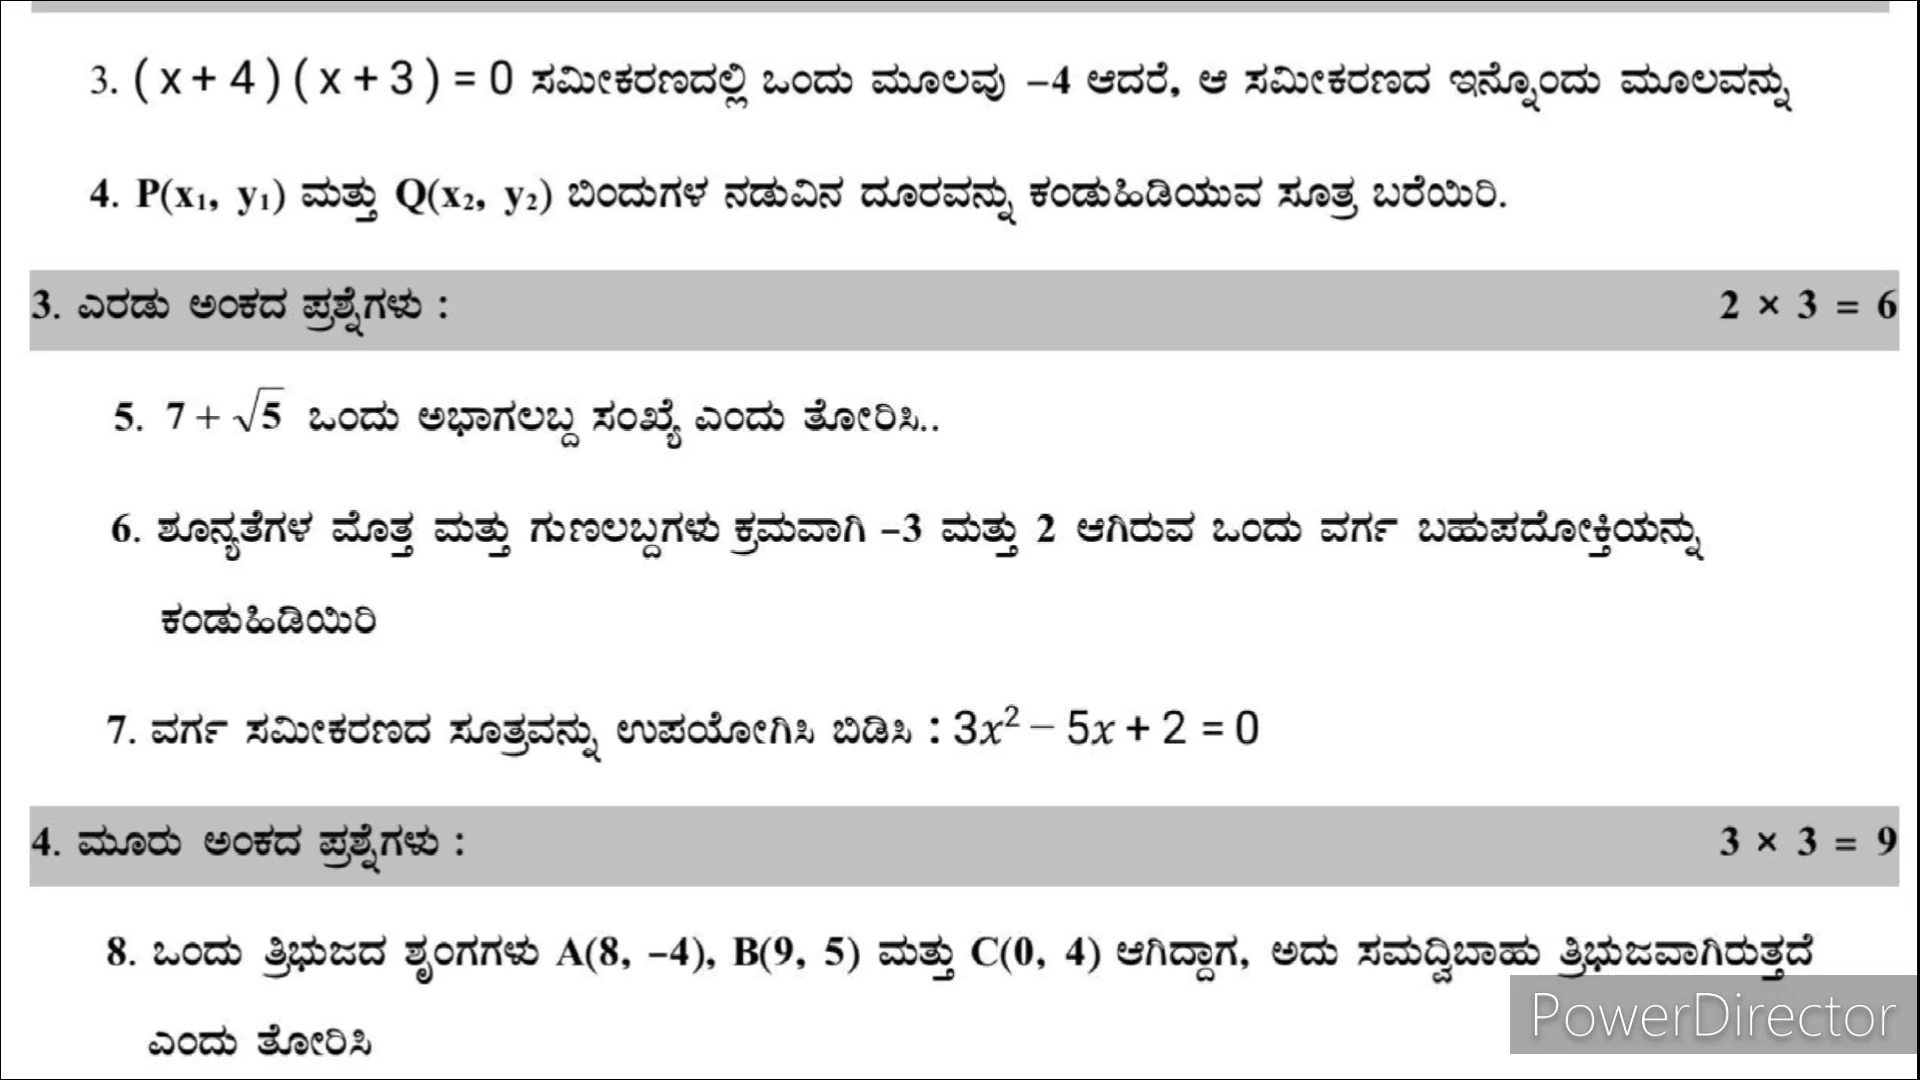 3. ( x + 4 ) ( x + 3 ) = 0 ಸಮೀಕರಣದಲ್ಲಿ ಒಂದು ಮೂಲವು –4 ಆದರೆ, ಆ ಸಮೀಕರಣದ ಇನ್ನೊಂದು ಮೂಲವನ್ನು
4. P(x₁, y₁) ಮತ್ತು Q(x₂, y₂) ಬಿಂದುಗಳ ನಡುವಿನ ದೂರವನ್ನು ಕಂಡುಹಿಡಿಯುವ ಸೂತ್ರ ಬರೆಯಿರಿ.
3. ಎರಡು ಅಂಕದ ಪ್ರಶ್ನೆಗಳು : 2 × 3 = 6
5. 7 + √5 ಒಂದು ಅಭಾಗಲಬ್ದ ಸಂಖ್ಯೆ ಎಂದು ತೋರಿಸಿ..
6. ಶೂನ್ಯತೆಗಳ ಮೊತ್ತ ಮತ್ತು ಗುಣಲಬ್ದಗಳು ಕ್ರಮವಾಗಿ –3 ಮತ್ತು 2 ಆಗಿರುವ ಒಂದು ವರ್ಗ ಬಹುಪದೋಕ್ತಿಯನ್ನು
ಕಂಡುಹಿಡಿಯಿರಿ
7. ವರ್ಗ ಸಮೀಕರಣದ ಸೂತ್ರವನ್ನು ಉಪಯೋಗಿಸಿ ಬಿಡಿಸಿ : 3x² – 5x + 2 = 0
4. ಮೂರು ಅಂಕದ ಪ್ರಶ್ನೆಗಳು : 3 × 3 = 9
8. ಒಂದು ತ್ರಿಭುಜದ ಶೃಂಗಗಳು A(8, –4), B(9, 5) ಮತ್ತು C(0, 4) ಆಗಿದ್ದಾಗ, ಅದು ಸಮದ್ವಿಬಾಹು ತ್ರಿಭುಜವಾಗಿರುತ್ತದೆ
ಎಂದು ತೋರಿಸಿ
PowerDirector